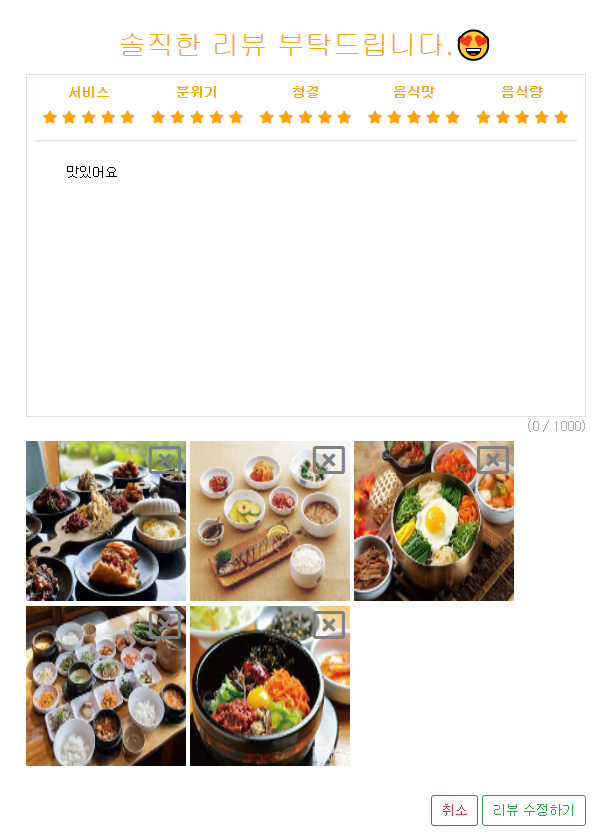 솔직한 리뷰 부탁드립니다.
서비스 분위기 청결 음식맛 음식량
맛있어요
(0 / 1000)
취소 리뷰 수정하기